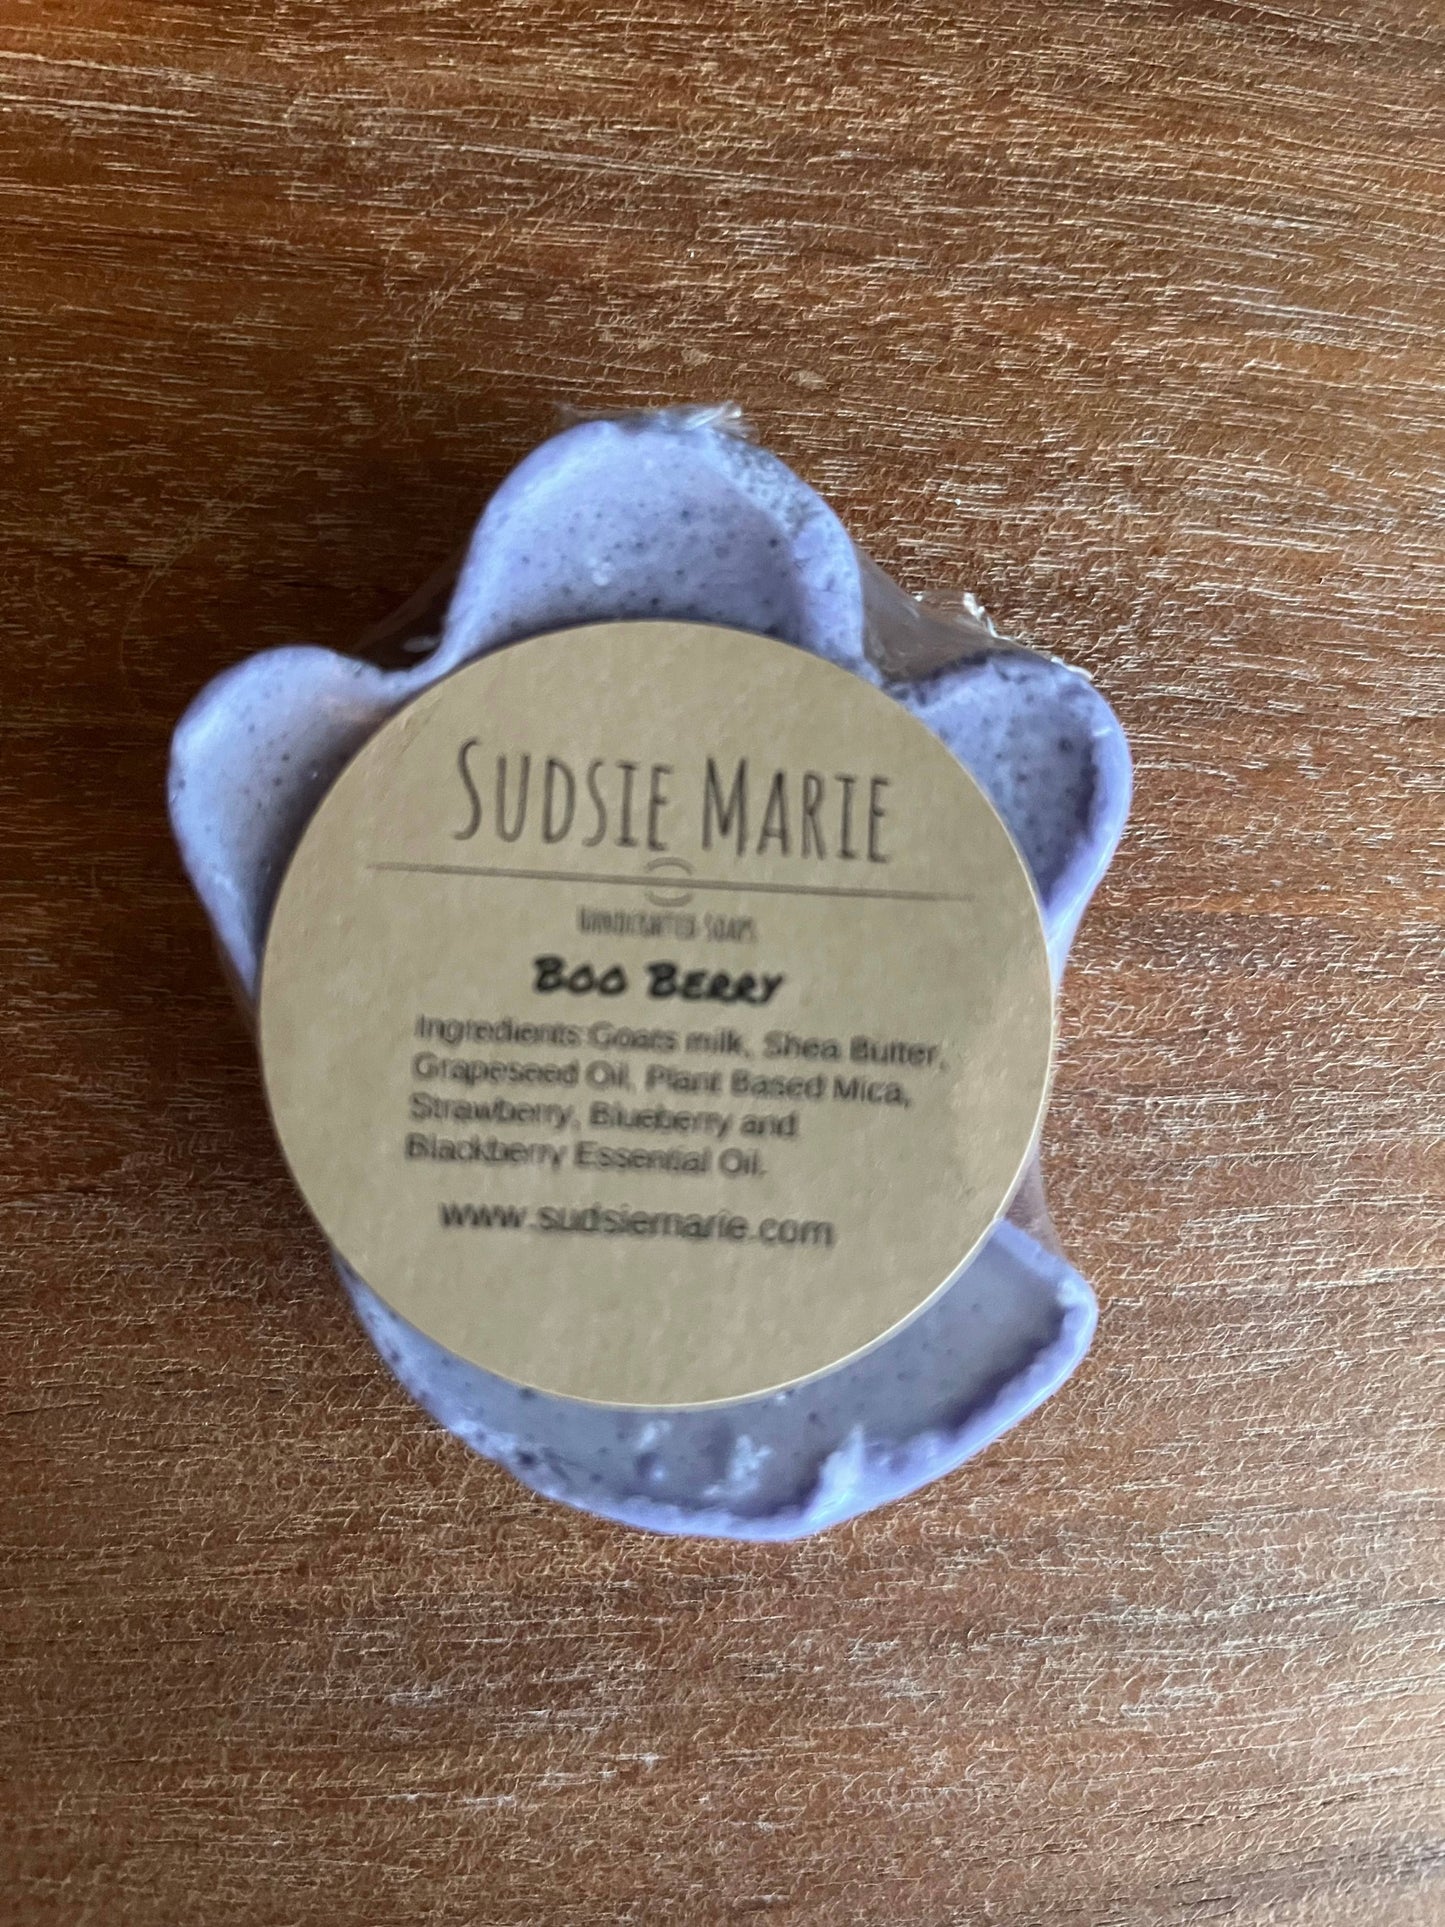 SUDSIE MARIE
HANDCRAFTED SOAPS
BOO BERRY
Ingredients:Goats milk, Shea Butter,
Grapeseed Oil, Plant Based Mica,
Strawberry, Blueberry and
Blackberry Essential Oil.
www.sudsiemarie.com